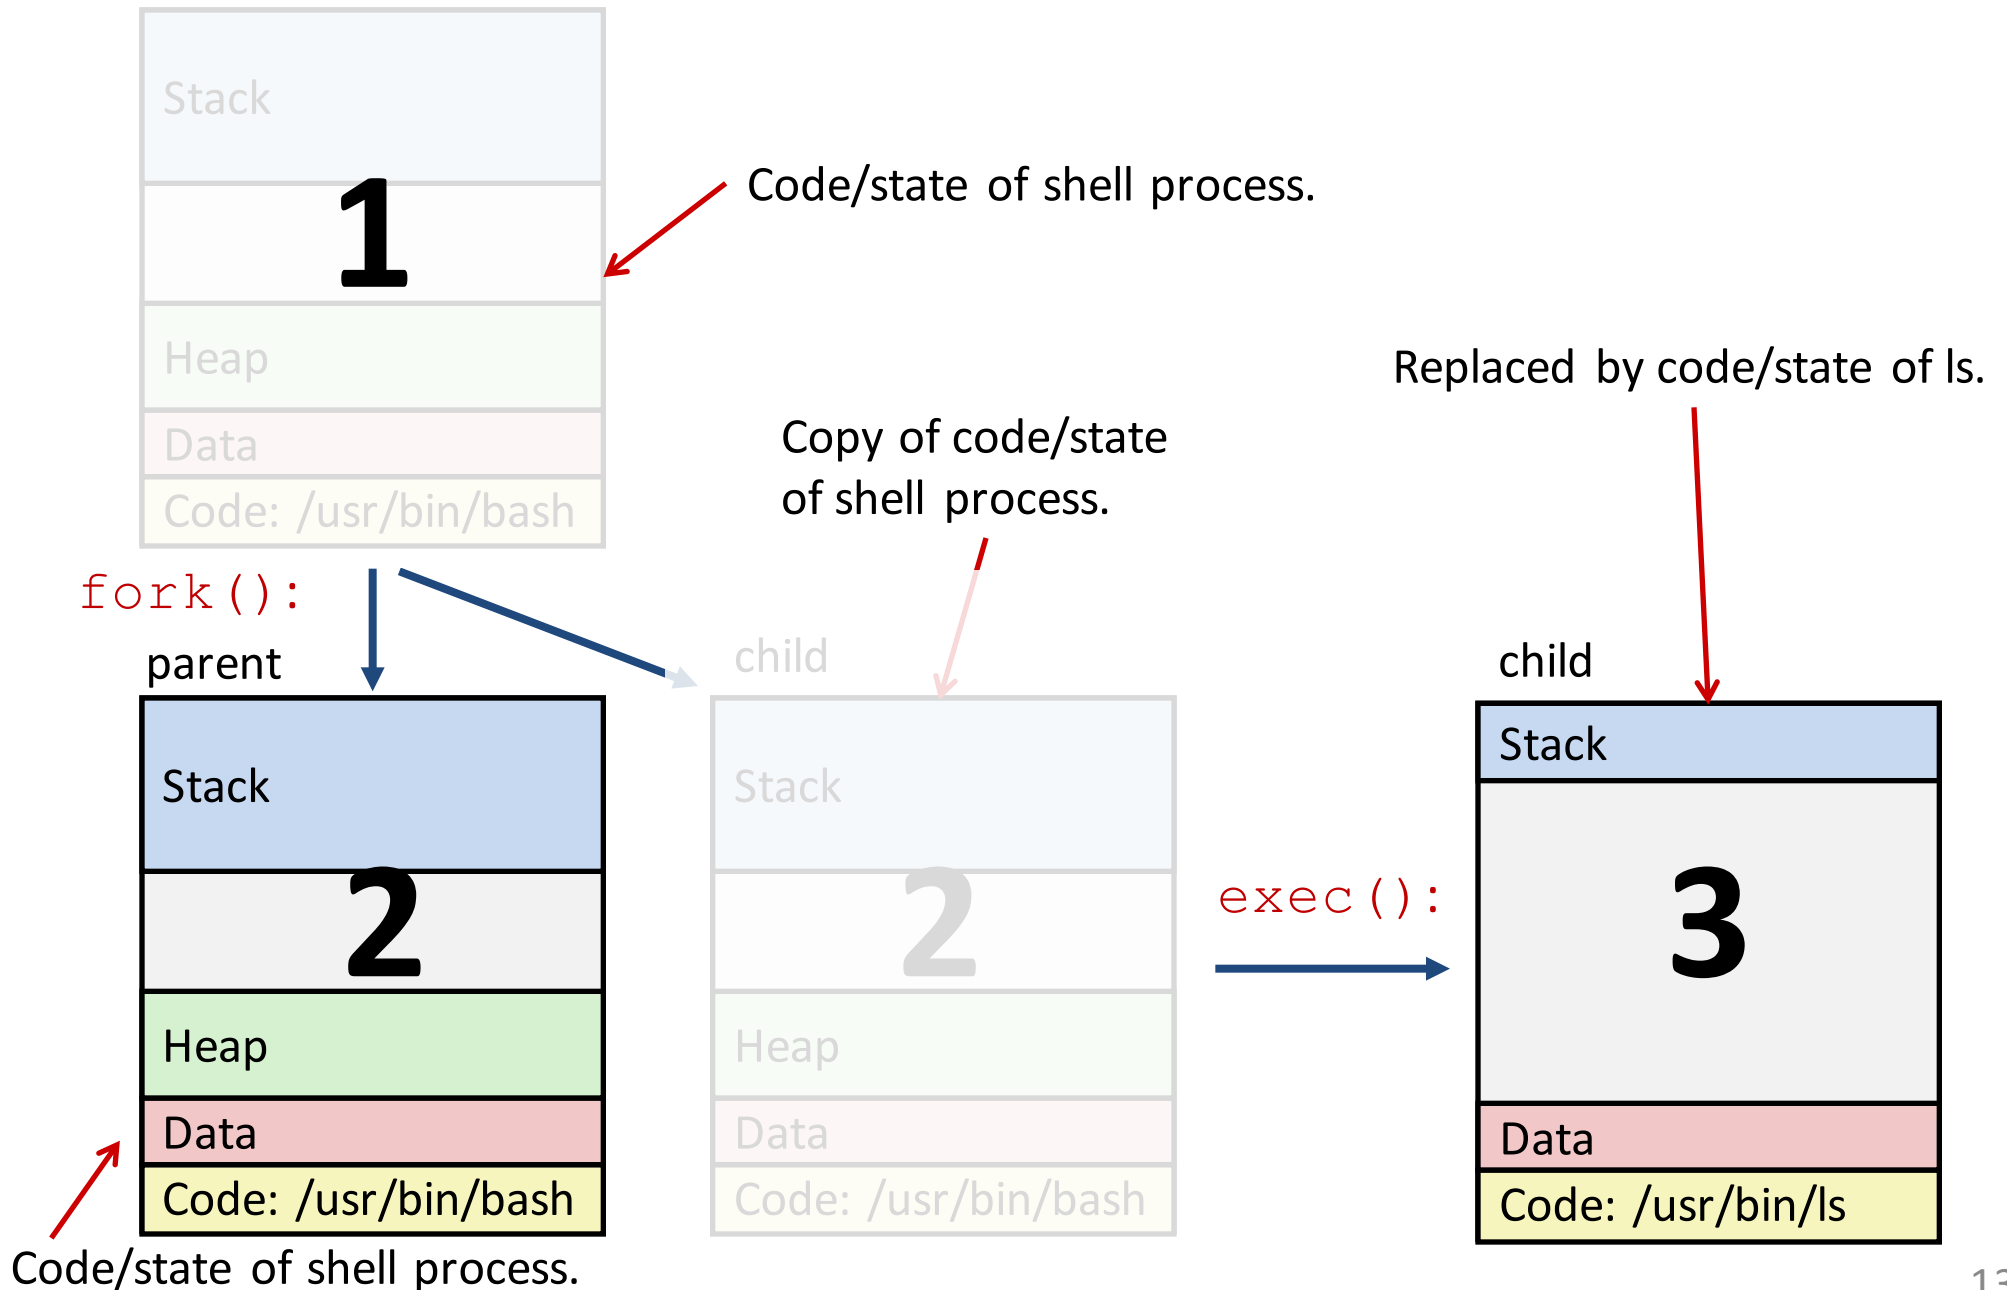 Stack
1
Code/state of shell process.
Heap
Data
Code: /usr/bin/bash
Replaced by code/state of ls.
Copy of code/state
of shell process.
fork():
parent
child
child
Stack
2
Heap
Data
Code: /usr/bin/bash
Code/state of shell process.
Stack
2
Heap
Data
Code: /usr/bin/bash
exec():
Stack
3
Data
Code: /usr/bin/ls